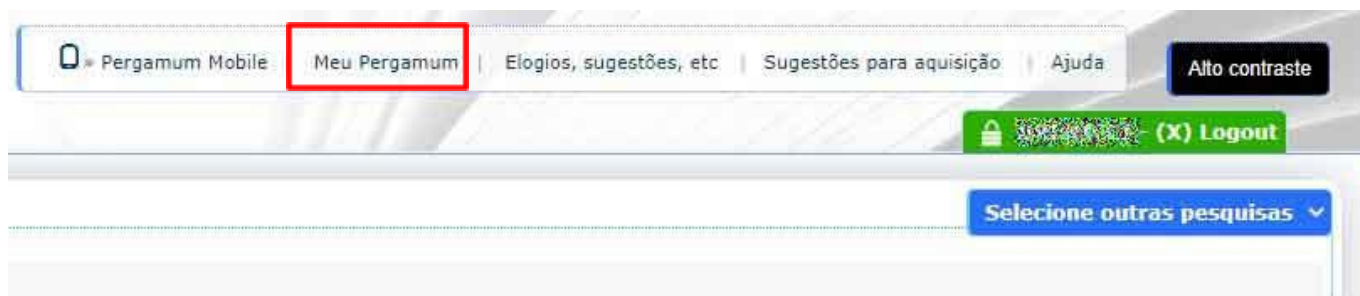 » Pergamum Mobile Meu Pergamum | Elogios, sugestões, etc | Sugestões para aquisição | Ajuda Alto contraste
- (X) Logout
Selecione outras pesquisas